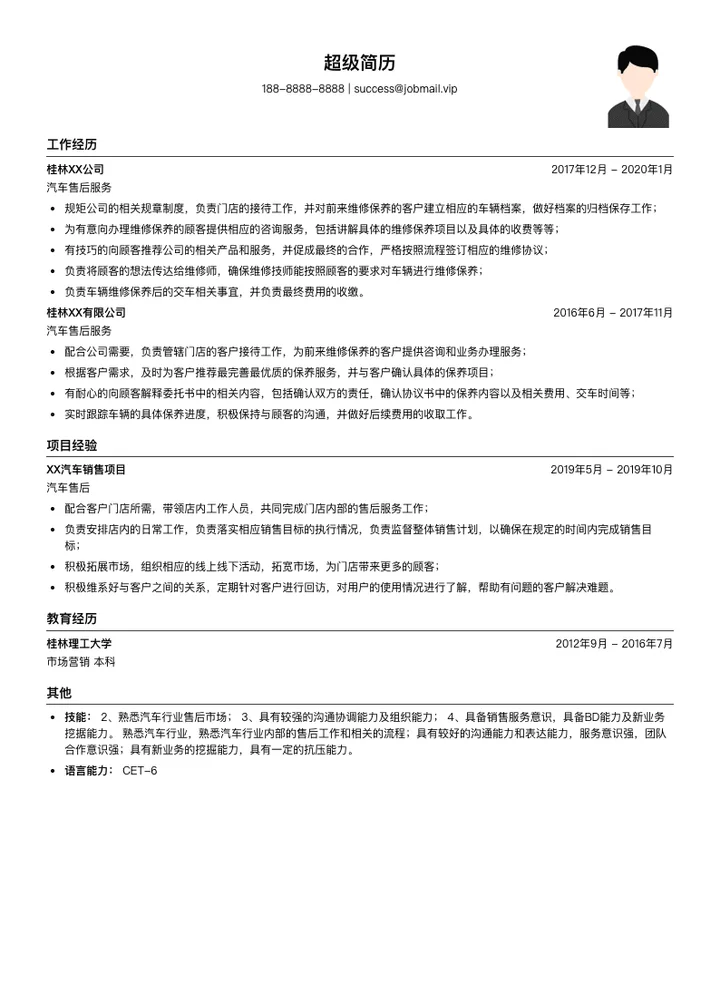 超级简历
188-8888-8888 | success@jobmail.vip
工作经历
桂林XX公司 2017年12月 – 2020年1月
汽车售后服务
• 规矩公司的相关规章制度，负责门店的接待工作，并对前来维修保养的客户建立相应的车辆档案，做好档案的归档保存工作；
• 为有意向办理维修保养的顾客提供相应的咨询服务，包括讲解具体的维修保养项目以及具体的收费等等；
• 有技巧的向顾客推荐公司的相关产品和服务，并促成最终的合作，严格按照流程签订相应的维修协议；
• 负责将顾客的想法传达给维修师，确保维修技师能按照顾客的要求对车辆进行维修保养；
• 负责车辆维修保养后的交车相关事宜，并负责最终费用的收缴。
桂林XX有限公司 2016年6月 – 2017年11月
汽车售后服务
• 配合公司需要，负责管辖门店的客户接待工作，为前来维修保养的客户提供咨询和业务办理服务；
• 根据客户需求，及时为客户推荐最完善最优质的保养服务，并与客户确认具体的保养项目；
• 有耐心的向顾客解释委托书中的相关内容，包括确认双方的责任，确认协议书中的保养内容以及相关费用、交车时间等；
• 实时跟踪车辆的具体保养进度，积极保持与顾客的沟通，并做好后续费用的收取工作。
项目经验
XX汽车销售项目 2019年5月 – 2019年10月
汽车售后
• 配合客户门店所需，带领店内工作人员，共同完成门店内部的售后服务工作；
• 负责安排店内的日常工作，负责落实相应销售目标的执行情况，负责监督整体销售计划，以确保在规定的时间内完成销售目
标；
• 积极拓展市场，组织相应的线上线下活动，拓宽市场，为门店带来更多的顾客；
• 积极维系好与客户之间的关系，定期针对客户进行回访，对用户的使用情况进行了解，帮助有问题的客户解决难题。
教育经历
桂林理工大学 2012年9月 – 2016年7月
市场营销 本科
其他
• 技能： 2、熟悉汽车行业售后市场； 3、具有较强的沟通协调能力及组织能力； 4、具备销售服务意识，具备BD能力及新业务
挖掘能力。 熟悉汽车行业，熟悉汽车行业内部的售后工作和相关的流程；具有较好的沟通能力和表达能力，服务意识强，团队
合作意识强；具有新业务的挖掘能力，具有一定的抗压能力。
• 语言能力： CET-6